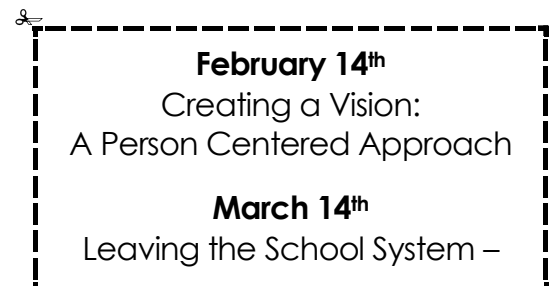 February 14th
Creating a Vision:
A Person Centered Approach
March 14th
Leaving the School System –